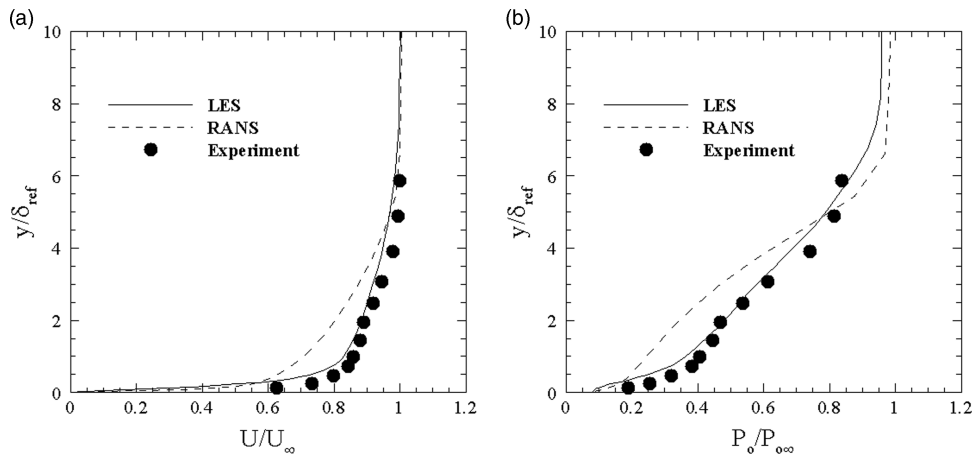 (a)
10
8
6
4
2
0
y/δref
LES
RANS
Experiment
0
0.2
0.4
0.6
0.8
1
1.2
U/U∞
(b)
10
8
6
4
2
0
y/δref
LES
RANS
Experiment
0
0.2
0.4
0.6
0.8
1
1.2
Po/Po∞